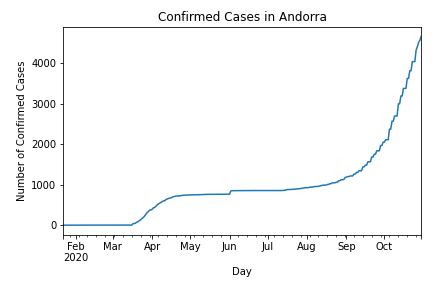 Confirmed Cases in Andorra
Number of Confirmed Cases
4000
3000
2000
1000
0
Feb Mar Apr May Jun Jul Aug Sep Oct
2020
Day